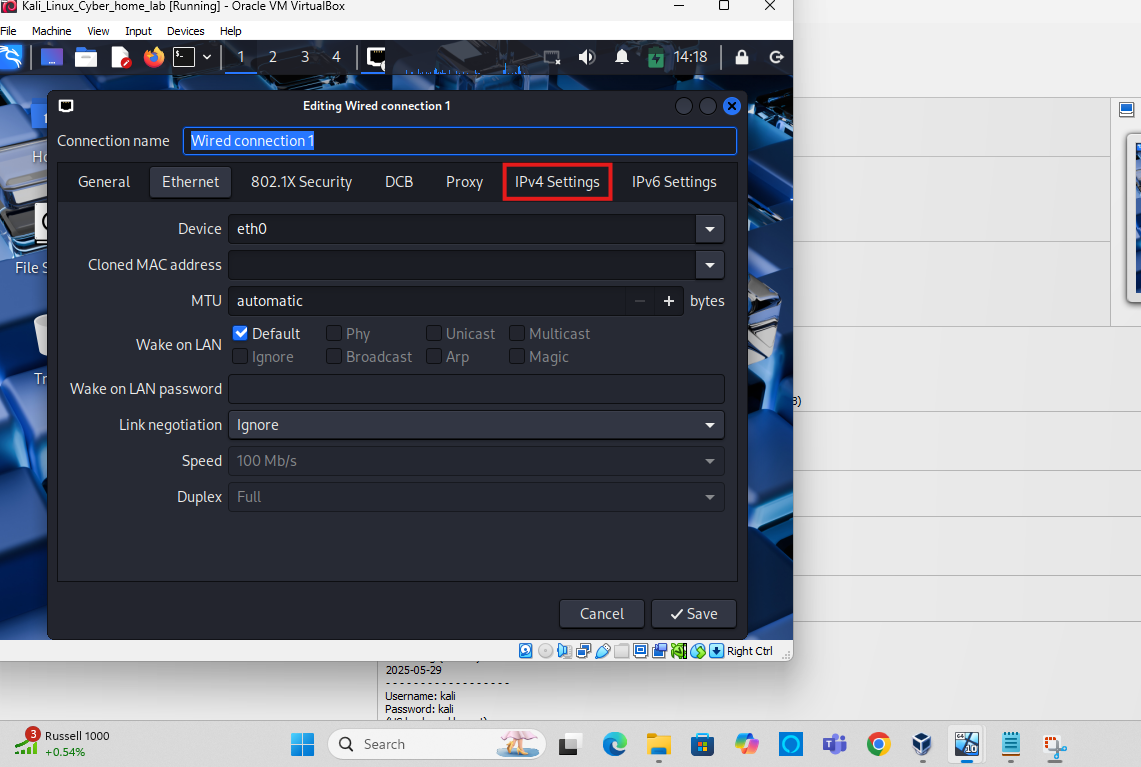 Kali_Linux_Cyber_home_lab [Running] - Oracle VM VirtualBox
File Machine View Input Devices Help
1 2 3 4 14:18
Editing Wired connection 1
Connection name Wired connection 1
General Ethernet 802.1X Security DCB Proxy IPv4 Settings IPv6 Settings
Device eth0
Cloned MAC address
MTU automatic bytes
Default Phy Unicast Multicast
Wake on LAN
Ignore Broadcast Arp Magic
Wake on LAN password
Link negotiation Ignore
Speed 100 Mb/s
Duplex Full
Cancel Save
Right Ctrl
2025-05-29
- - - - - - - - - - - - - - - - - -
Username: kali
Password: kali
3 Russell 1000
+0.54%
Search